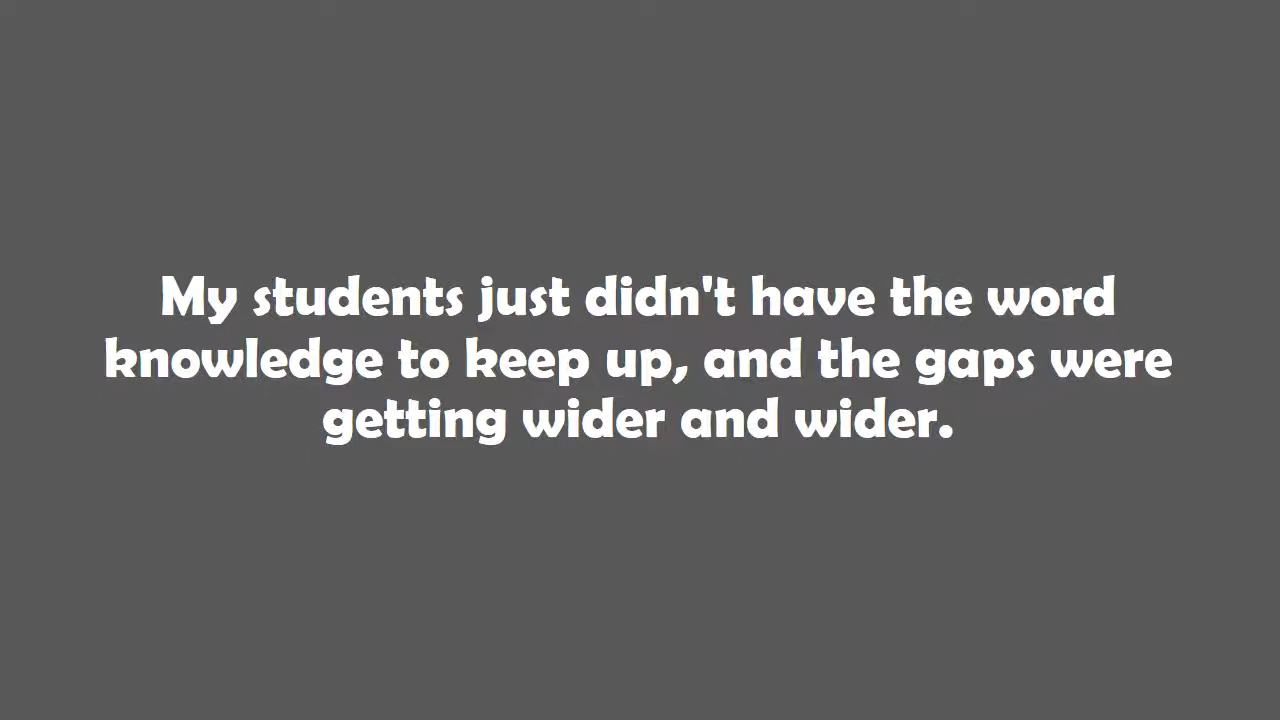 My students just didn't have the word
knowledge to keep up, and the gaps were
getting wider and wider.